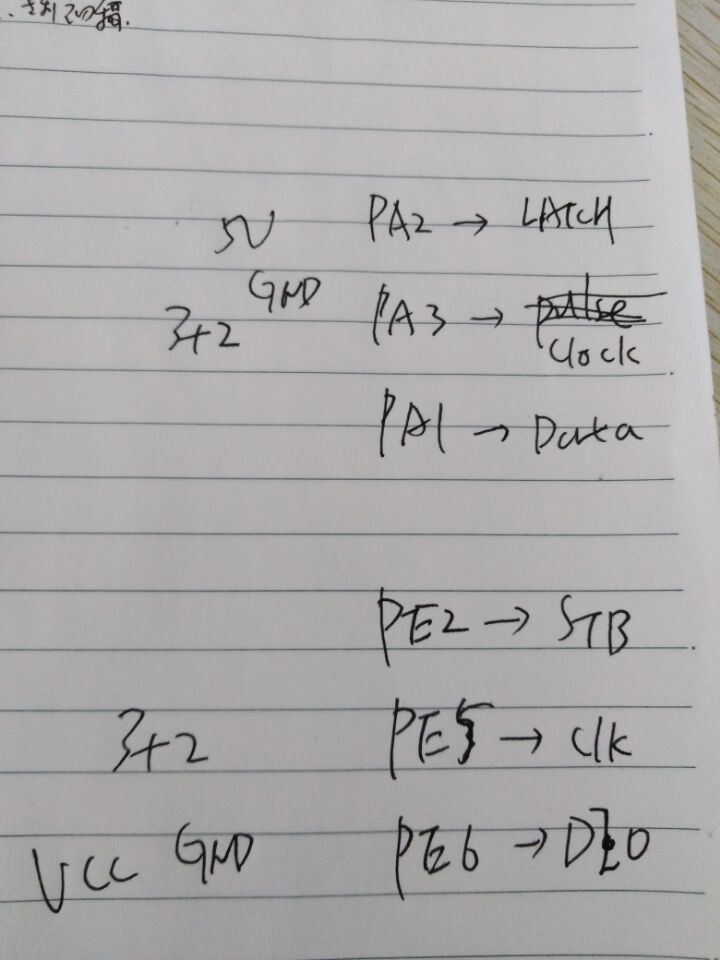 5V PA2 → LATCH
GND
3+2 PA3 → pulse
Clock
PA1 → Data
PE2 → STB
3+2 PE5 → Clk
VCC GND PE6 → DIO